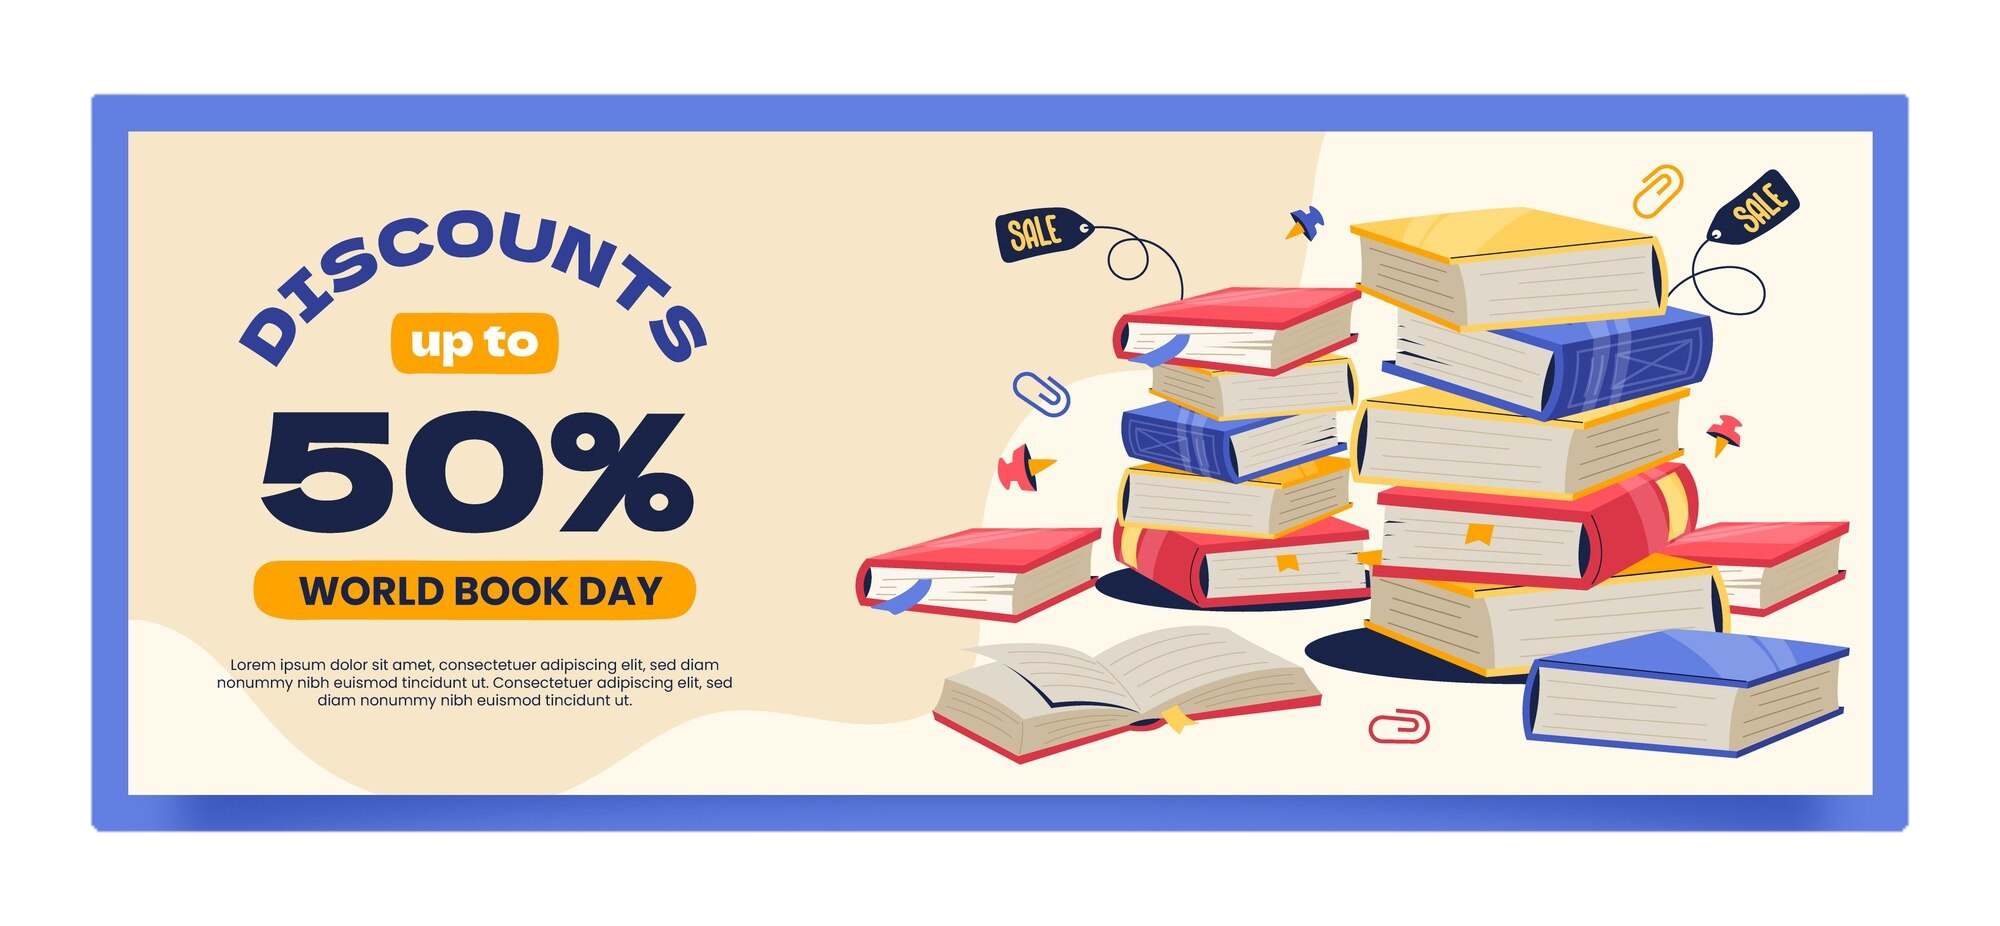 DISCOUNTS
up to
50%
WORLD BOOK DAY
Lorem ipsum dolor sit amet, consectetuer adipiscing elit, sed diam
nonummy nibh euismod tincidunt ut. Consectetuer adipiscing elit, sed
diam nonummy nibh euismod tincidunt ut.
SALE
SALE